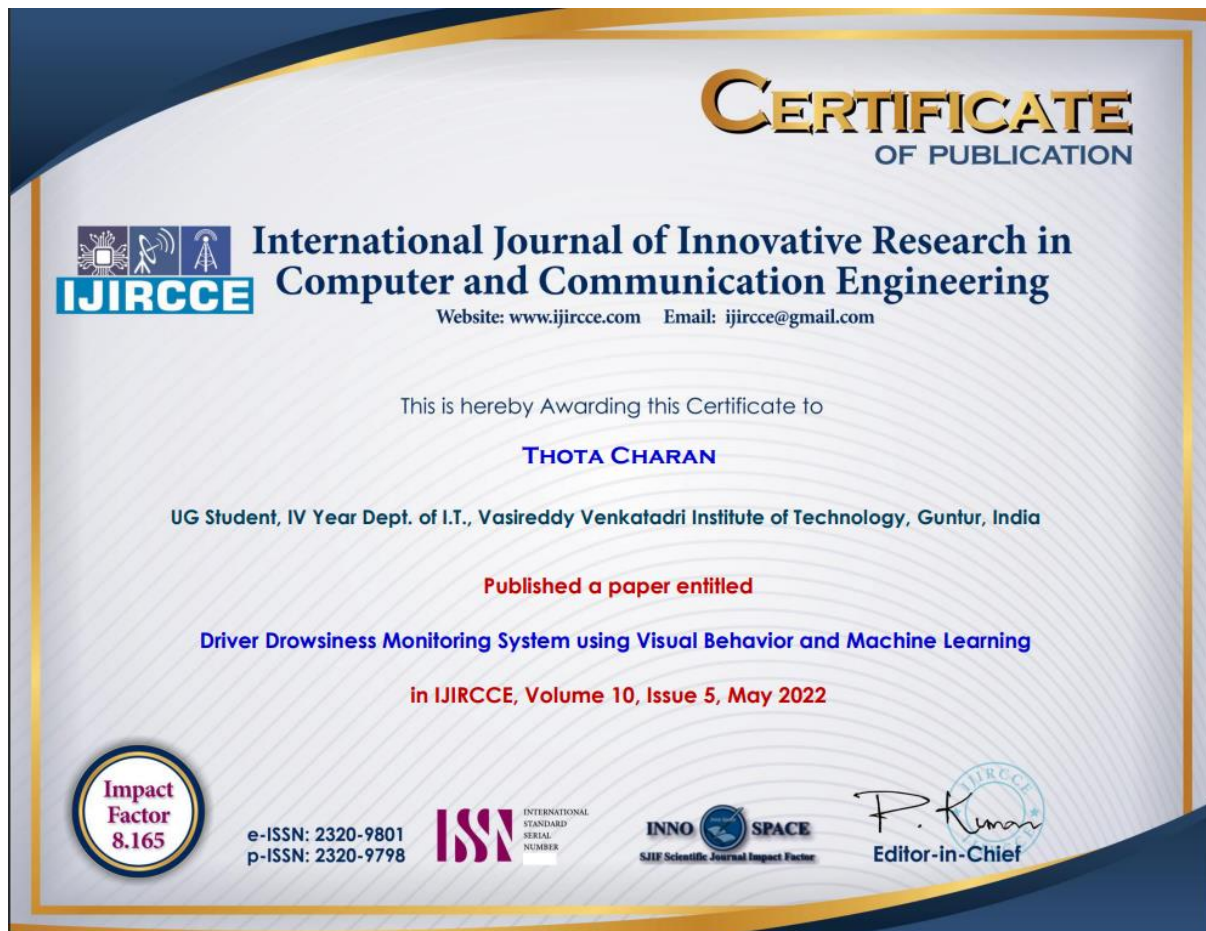 CERTIFICATE
OF PUBLICATION
IJIRCCE
International Journal of Innovative Research in
Computer and Communication Engineering
Website: www.ijircce.com Email: ijircce@gmail.com
This is hereby Awarding this Certificate to
THOTA CHARAN
UG Student, IV Year Dept. of I.T., Vasireddy Venkatadri Institute of Technology, Guntur, India
Published a paper entitled
Driver Drowsiness Monitoring System using Visual Behavior and Machine Learning
in IJIRCCE, Volume 10, Issue 5, May 2022
Impact
Factor
8.165
e-ISSN: 2320-9801
p-ISSN: 2320-9798
ISSN
INTERNATIONAL
STANDARD
SERIAL
NUMBER
INNO SPACE
SJIF Scientific Journal Impact Factor
IJIRCCE
P. Kumar
Editor-in-Chief